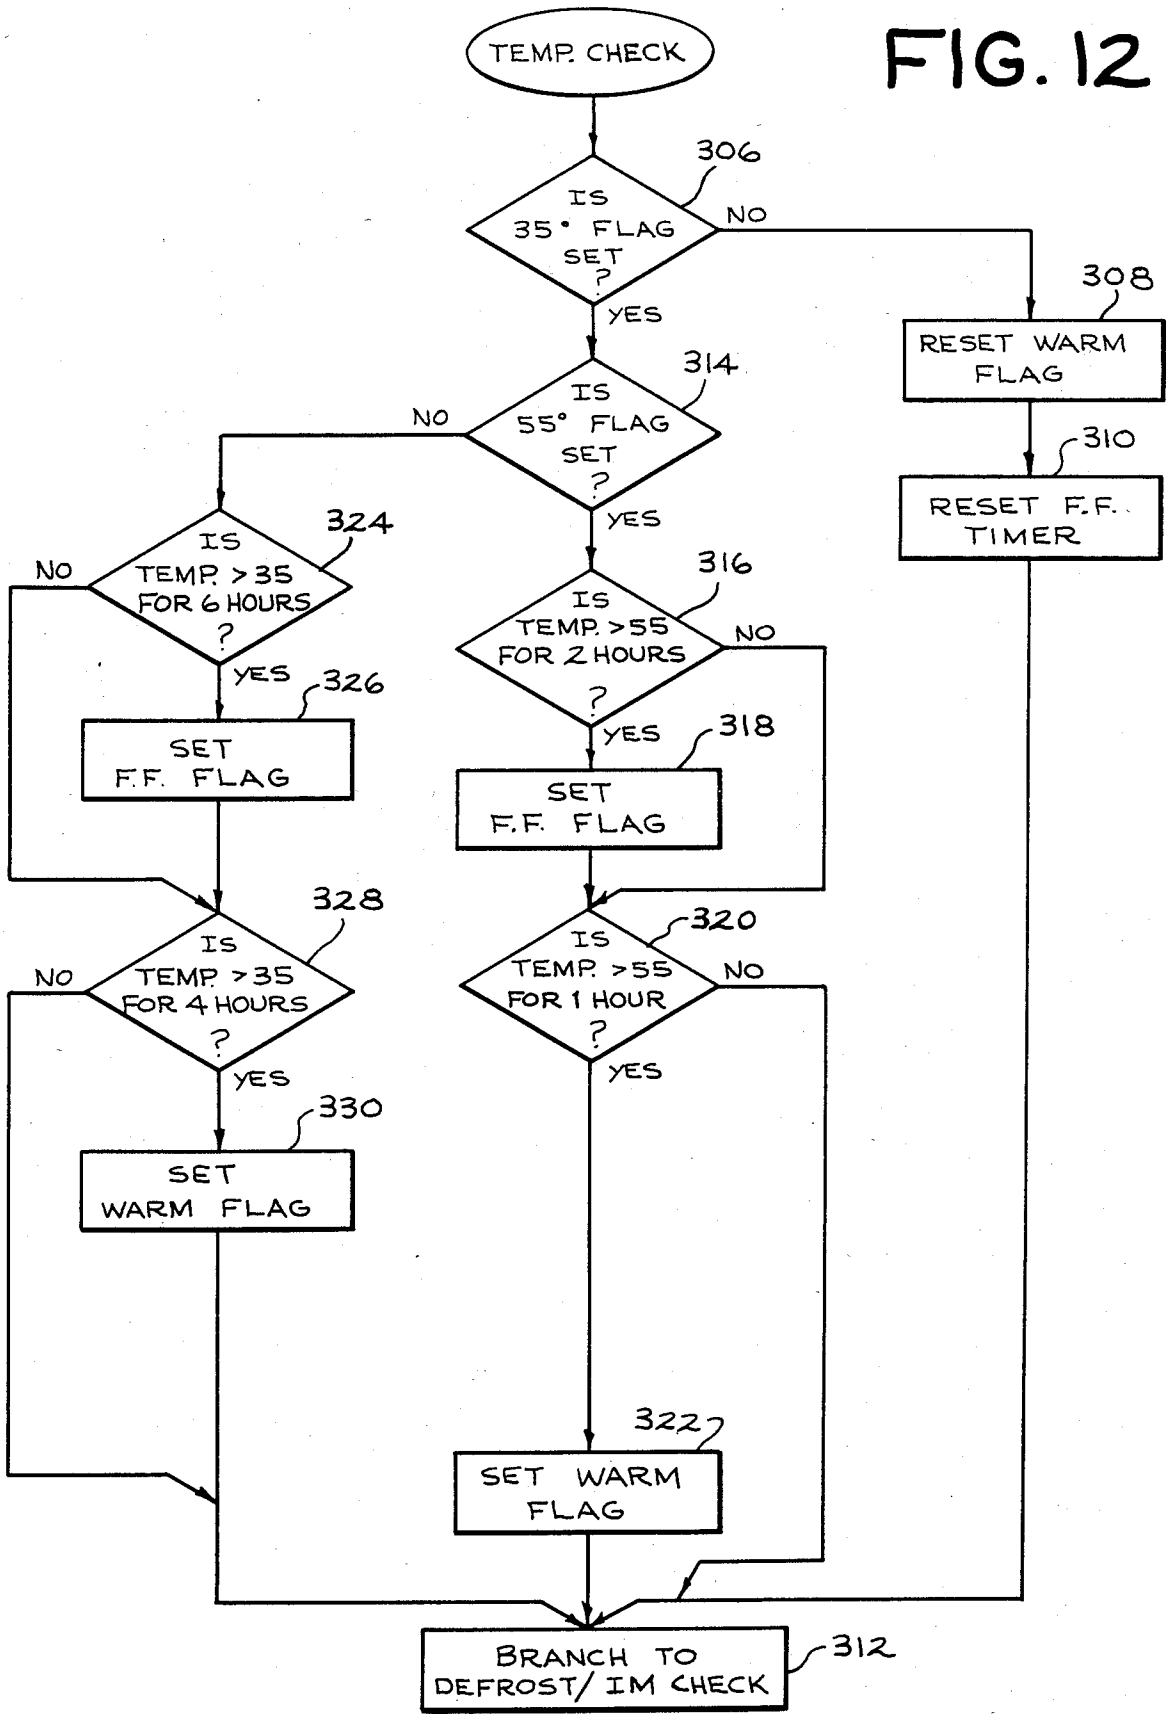 FIG. 12
TEMP. CHECK
306
IS
35° FLAG
SET
?
NO
YES
308
RESET WARM
FLAG
310
RESET F.F.
TIMER
314
IS
55° FLAG
SET
?
NO
YES
324
IS
TEMP. >35
FOR 6 HOURS
?
NO
YES
316
IS
TEMP. >55
FOR 2 HOURS
?
NO
YES
326
SET
F.F. FLAG
318
SET
F.F. FLAG
328
IS
TEMP. >35
FOR 4 HOURS
?
NO
YES
320
IS
TEMP. >55
FOR 1 HOUR
?
NO
YES
330
SET
WARM FLAG
322
SET WARM
FLAG
312
BRANCH TO
DEFROST/ IM CHECK